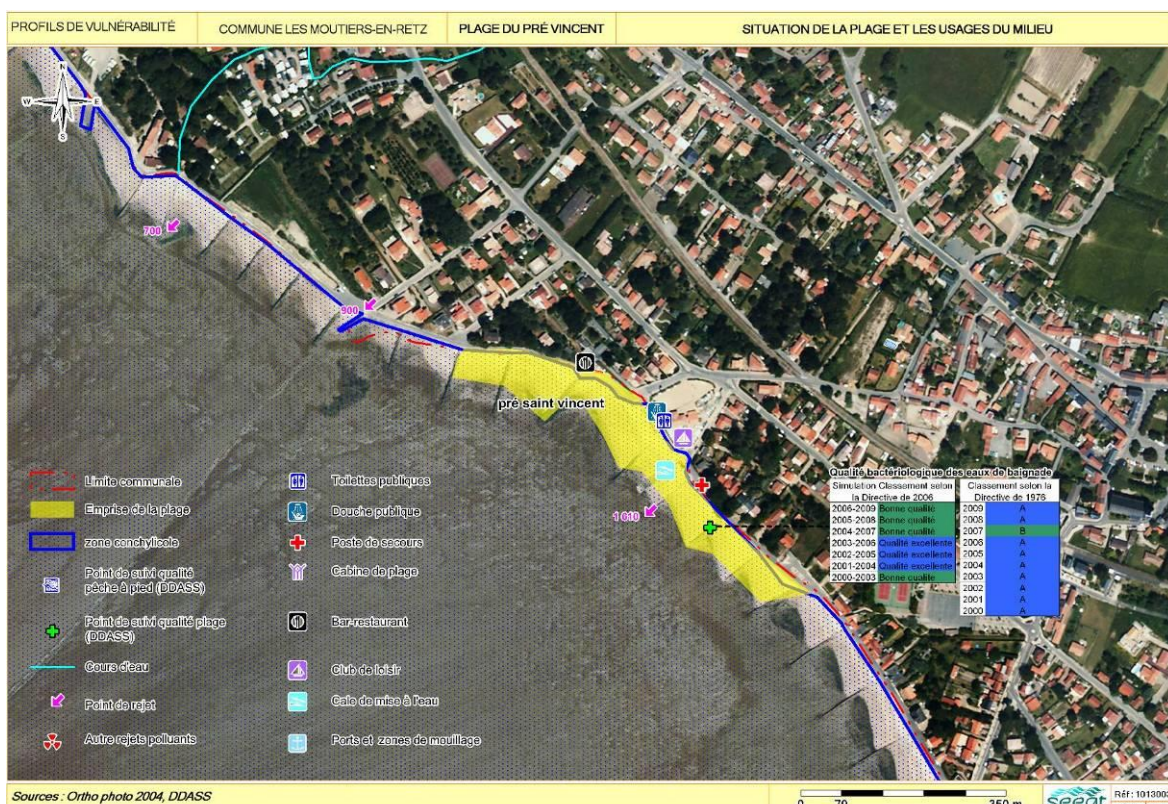 PROFILS DE VULNÉRABILITÉ
COMMUNE LES MOUTIERS-EN-RETZ
PLAGE DU PRÉ VINCENT
SITUATION DE LA PLAGE ET LES USAGES DU MILIEU
N
W E
S
700
900
pré saint vincent
1 010
Qualité bactériologique des eaux de baignade
Simulation Classement selon la Directive de 2006
2006-2009 Bonne qualité
2005-2008 Bonne qualité
2004-2007 Bonne qualité
2003-2006 Qualité excellente
2002-2005 Qualité excellente
2001-2004 Qualité excellente
2000-2003 Bonne qualité
Classement selon la Directive de 1976
2009 A
2008 A
2007 B
2006 A
2005 A
2004 A
2003 A
2002 A
2001 A
2000 A
Limite communale
Emprise de la plage
zone conchylicole
Point de suivi qualité
pêche à pied (DDASS)
Point de suivi qualité plage
(DDASS)
Cours d'eau
Point de rejet
Autre rejets polluants
Toilettes publiques
Douche publique
Poste de secours
Cabine de plage
Bar-restaurant
Club de loisir
Cale de mise à l'eau
Ports et zones de mouillage
Sources : Ortho photo 2004, DDASS
0 70 350 m